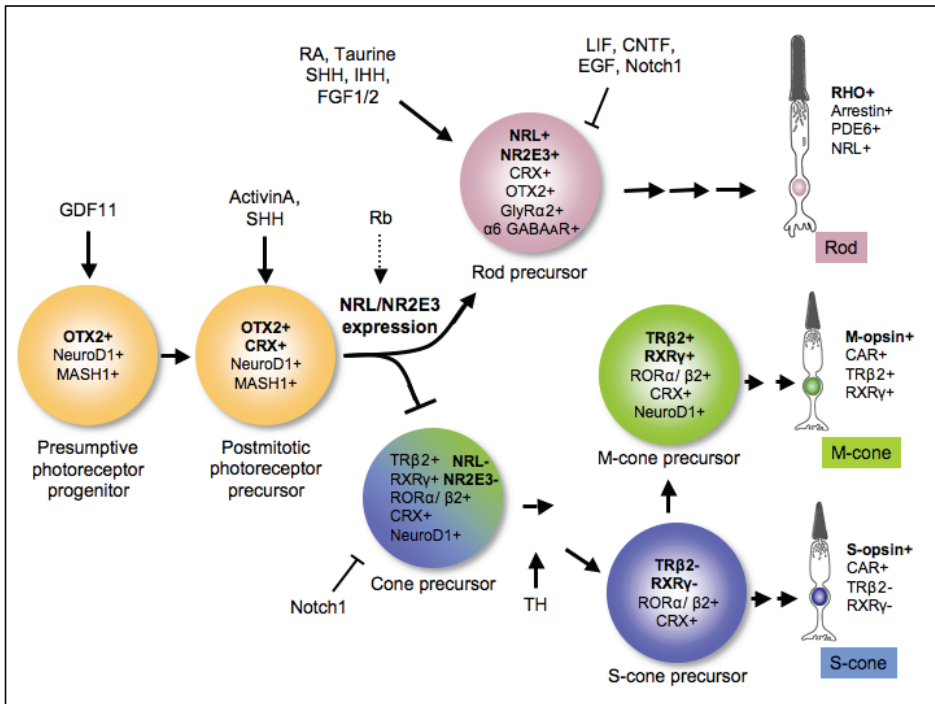 RA, Taurine
SHH, IHH,
FGF1/2
LIF, CNTF,
EGF, Notch1
NRL+
NR2E3+
CRX+
OTX2+
GlyRα2+
α6 GABAAR+
Rod precursor
RHO+
Arrestin+
PDE6+
NRL+
Rod
GDF11
ActivinA,
SHH
Rb
NRL/NR2E3
expression
OTX2+
NeuroD1+
MASH1+
Presumptive
photoreceptor
progenitor
OTX2+
CRX+
NeuroD1+
MASH1+
Postmitotic
photoreceptor
precursor
TRβ2+ NRL-
RXRγ+ NR2E3-
RORα/ β2+
CRX+
NeuroD1+
Cone precursor
Notch1
TH
TRβ2+
RXRγ+
RORα/ β2+
CRX+
NeuroD1+
M-cone precursor
M-opsin+
CAR+
TRβ2+
RXRγ+
M-cone
TRβ2-
RXRγ-
RORα/ β2+
CRX+
S-cone precursor
S-opsin+
CAR+
TRβ2-
RXRγ-
S-cone